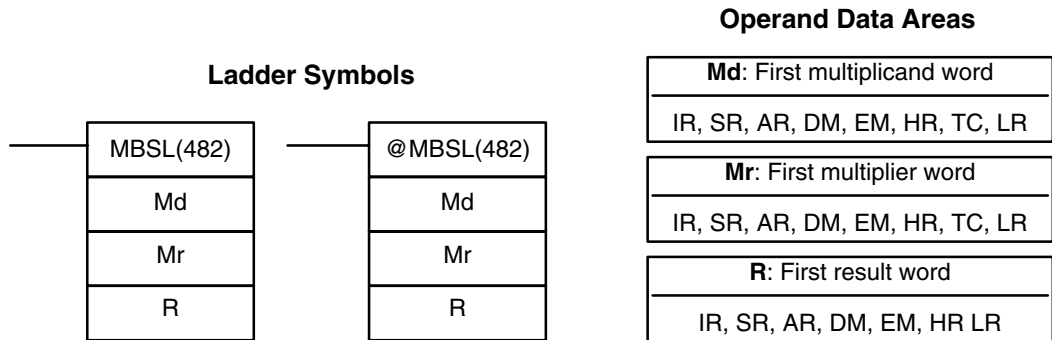 Ladder Symbols
MBSL(482)
Md
Mr
R
@MBSL(482)
Md
Mr
R
Operand Data Areas
Md: First multiplicand word
IR, SR, AR, DM, EM, HR, TC, LR
Mr: First multiplier word
IR, SR, AR, DM, EM, HR, TC, LR
R: First result word
IR, SR, AR, DM, EM, HR LR